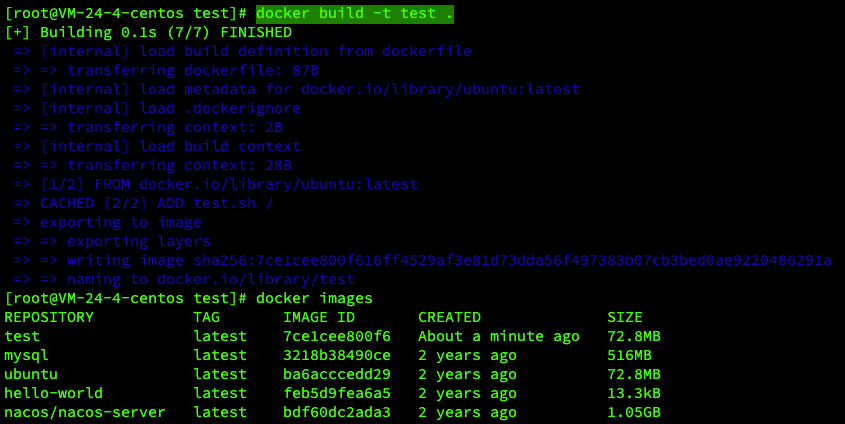 [root@VM-24-4-centos test]# docker build -t test .
[+] Building 0.1s (7/7) FINISHED
=> [internal] load build definition from dockerfile
=> => transferring dockerfile: 87B
=> [internal] load metadata for docker.io/library/ubuntu:latest
=> [internal] load .dockerignore
=> => transferring context: 2B
=> [internal] load build context
=> => transferring context: 28B
=> [1/2] FROM docker.io/library/ubuntu:latest
=> CACHED [2/2] ADD test.sh /
=> exporting to image
=> => exporting layers
=> => writing image sha256:7ce1cee800f616ff4529af3e81d73dda56f497383b07cb3bed0ae9220486291a
=> => naming to docker.io/library/test
[root@VM-24-4-centos test]# docker images
REPOSITORY TAG IMAGE ID CREATED SIZE
test latest 7ce1cee800f6 About a minute ago 72.8MB
mysql latest 3218b38490ce 2 years ago 516MB
ubuntu latest ba6acccedd29 2 years ago 72.8MB
hello-world latest feb5d9fea6a5 2 years ago 13.3kB
nacos/nacos-server latest bdf60dc2ada3 2 years ago 1.05GB